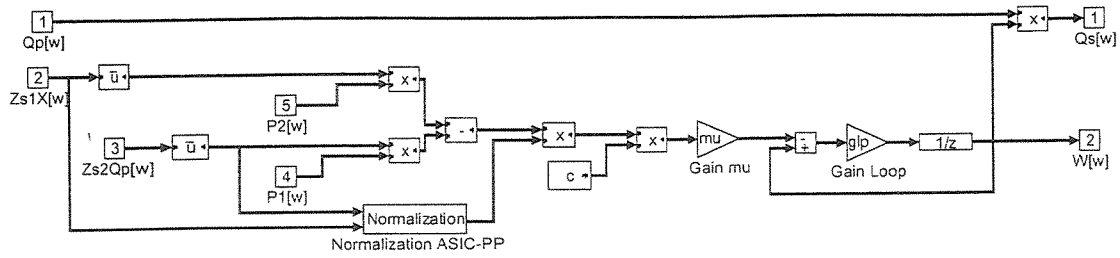 1
Qp[w]
x
1
Qs[w]
2
Zs1X[w]
u
x
5
P2[w]
3
Zs2Qp[w]
u
x
-
4
P1[w]
x
x
c
mu
Gain mu
-
+
glp
Gain Loop
1/z
2
W[w]
Normalization
Normalization ASIC-PP